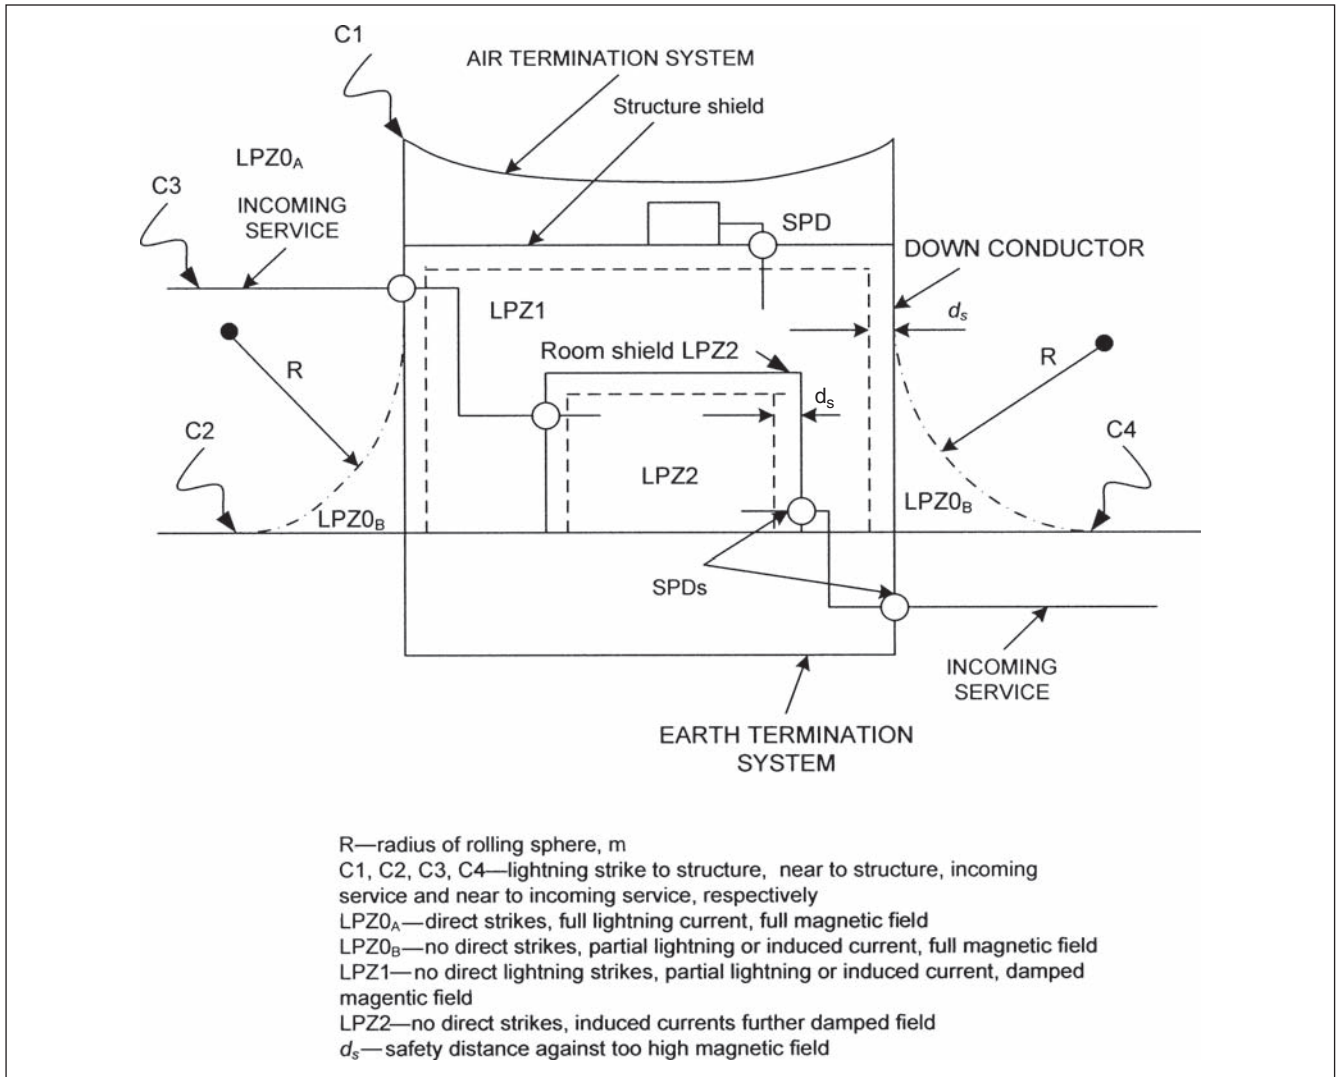 C1
AIR TERMINATION SYSTEM
Structure shield
LPZ0A
C3
INCOMING
SERVICE
SPD
DOWN CONDUCTOR
LPZ1
ds
Room shield LPZ2
R
R
ds
C2
C4
LPZ2
LPZ0B
LPZ0B
SPDs
INCOMING
SERVICE
EARTH TERMINATION
SYSTEM
R—radius of rolling sphere, m
C1, C2, C3, C4—lightning strike to structure, near to structure, incoming
service and near to incoming service, respectively
LPZ0A—direct strikes, full lightning current, full magnetic field
LPZ0B—no direct strikes, partial lightning or induced current, full magnetic field
LPZ1—no direct lightning strikes, partial lightning or induced current, damped
magentic field
LPZ2—no direct strikes, induced currents further damped field
ds—safety distance against too high magnetic field